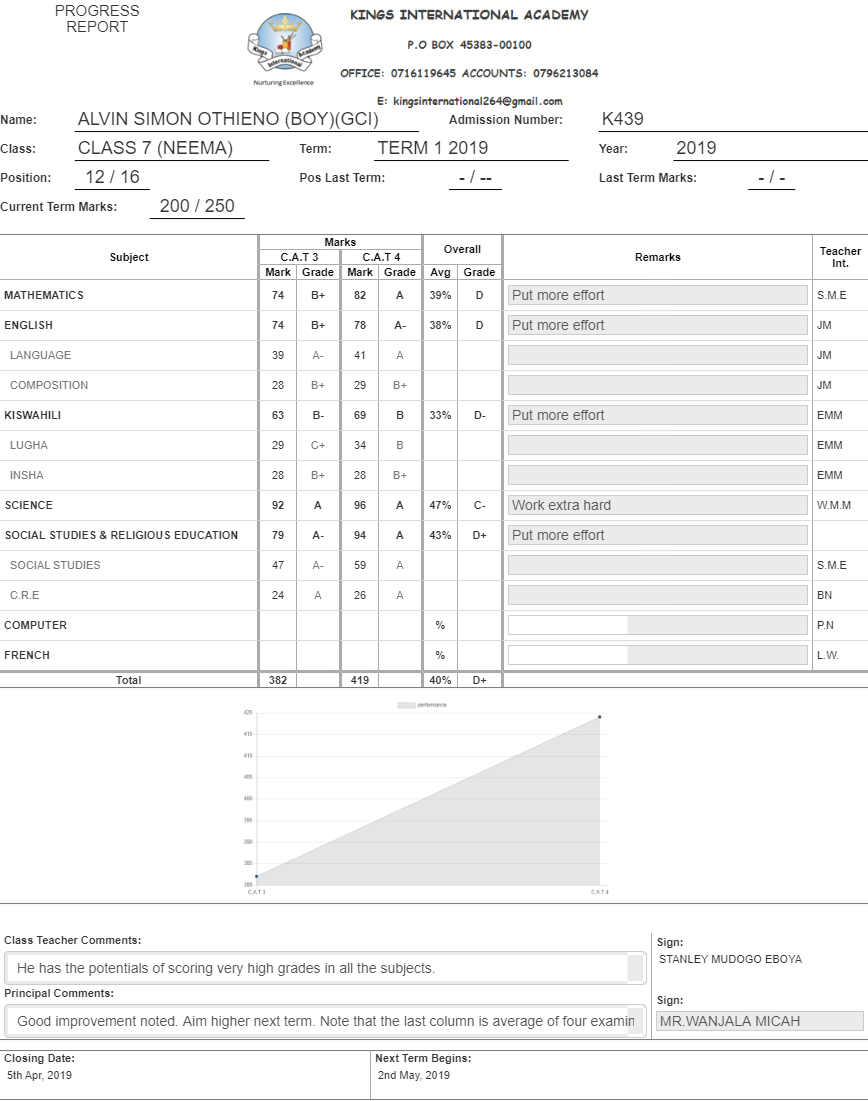 PROGRESS
REPORT
KINGS INTERNATIONAL ACADEMY
P.O BOX 45383-00100
OFFICE: 0716119645 ACCOUNTS: 0796213084
E: kingsinternational264@gmail.com
Kings International Academy
Nurturing Excellence
Name: ALVIN SIMON OTHIENO (BOY)(GCI) Admission Number: K439
Class: CLASS 7 (NEEMA) Term: TERM 1 2019 Year: 2019
Position: 12 / 16 Pos Last Term: - / -- Last Term Marks: - / -
Current Term Marks: 200 / 250
Subject Marks Overall Remarks Teacher Int.
C.A.T 3 C.A.T 4
Mark Grade Mark Grade Avg Grade
MATHEMATICS 74 B+ 82 A 39% D Put more effort S.M.E
ENGLISH 74 B+ 78 A- 38% D Put more effort JM
LANGUAGE 39 A- 41 A JM
COMPOSITION 28 B+ 29 B+ JM
KISWAHILI 63 B- 69 B 33% D- Put more effort EMM
LUGHA 29 C+ 34 B EMM
INSHA 28 B+ 28 B+ EMM
SCIENCE 92 A 96 A 47% C- Work extra hard W.M.M
SOCIAL STUDIES & RELIGIOUS EDUCATION 79 A- 94 A 43% D+ Put more effort
SOCIAL STUDIES 47 A- 59 A S.M.E
C.R.E 24 A 26 A BN
COMPUTER % P.N
FRENCH % L.W.
Total 382 419 40% D+
performance
420
415
410
405
400
395
390
385
380
C.A.T 3 C.A.T 4
Class Teacher Comments:
He has the potentials of scoring very high grades in all the subjects.
Sign:
STANLEY MUDOGO EBOYA
Principal Comments:
Good improvement noted. Aim higher next term. Note that the last column is average of four examin
Sign:
MR.WANJALA MICAH
Closing Date: Next Term Begins:
5th Apr, 2019 2nd May, 2019